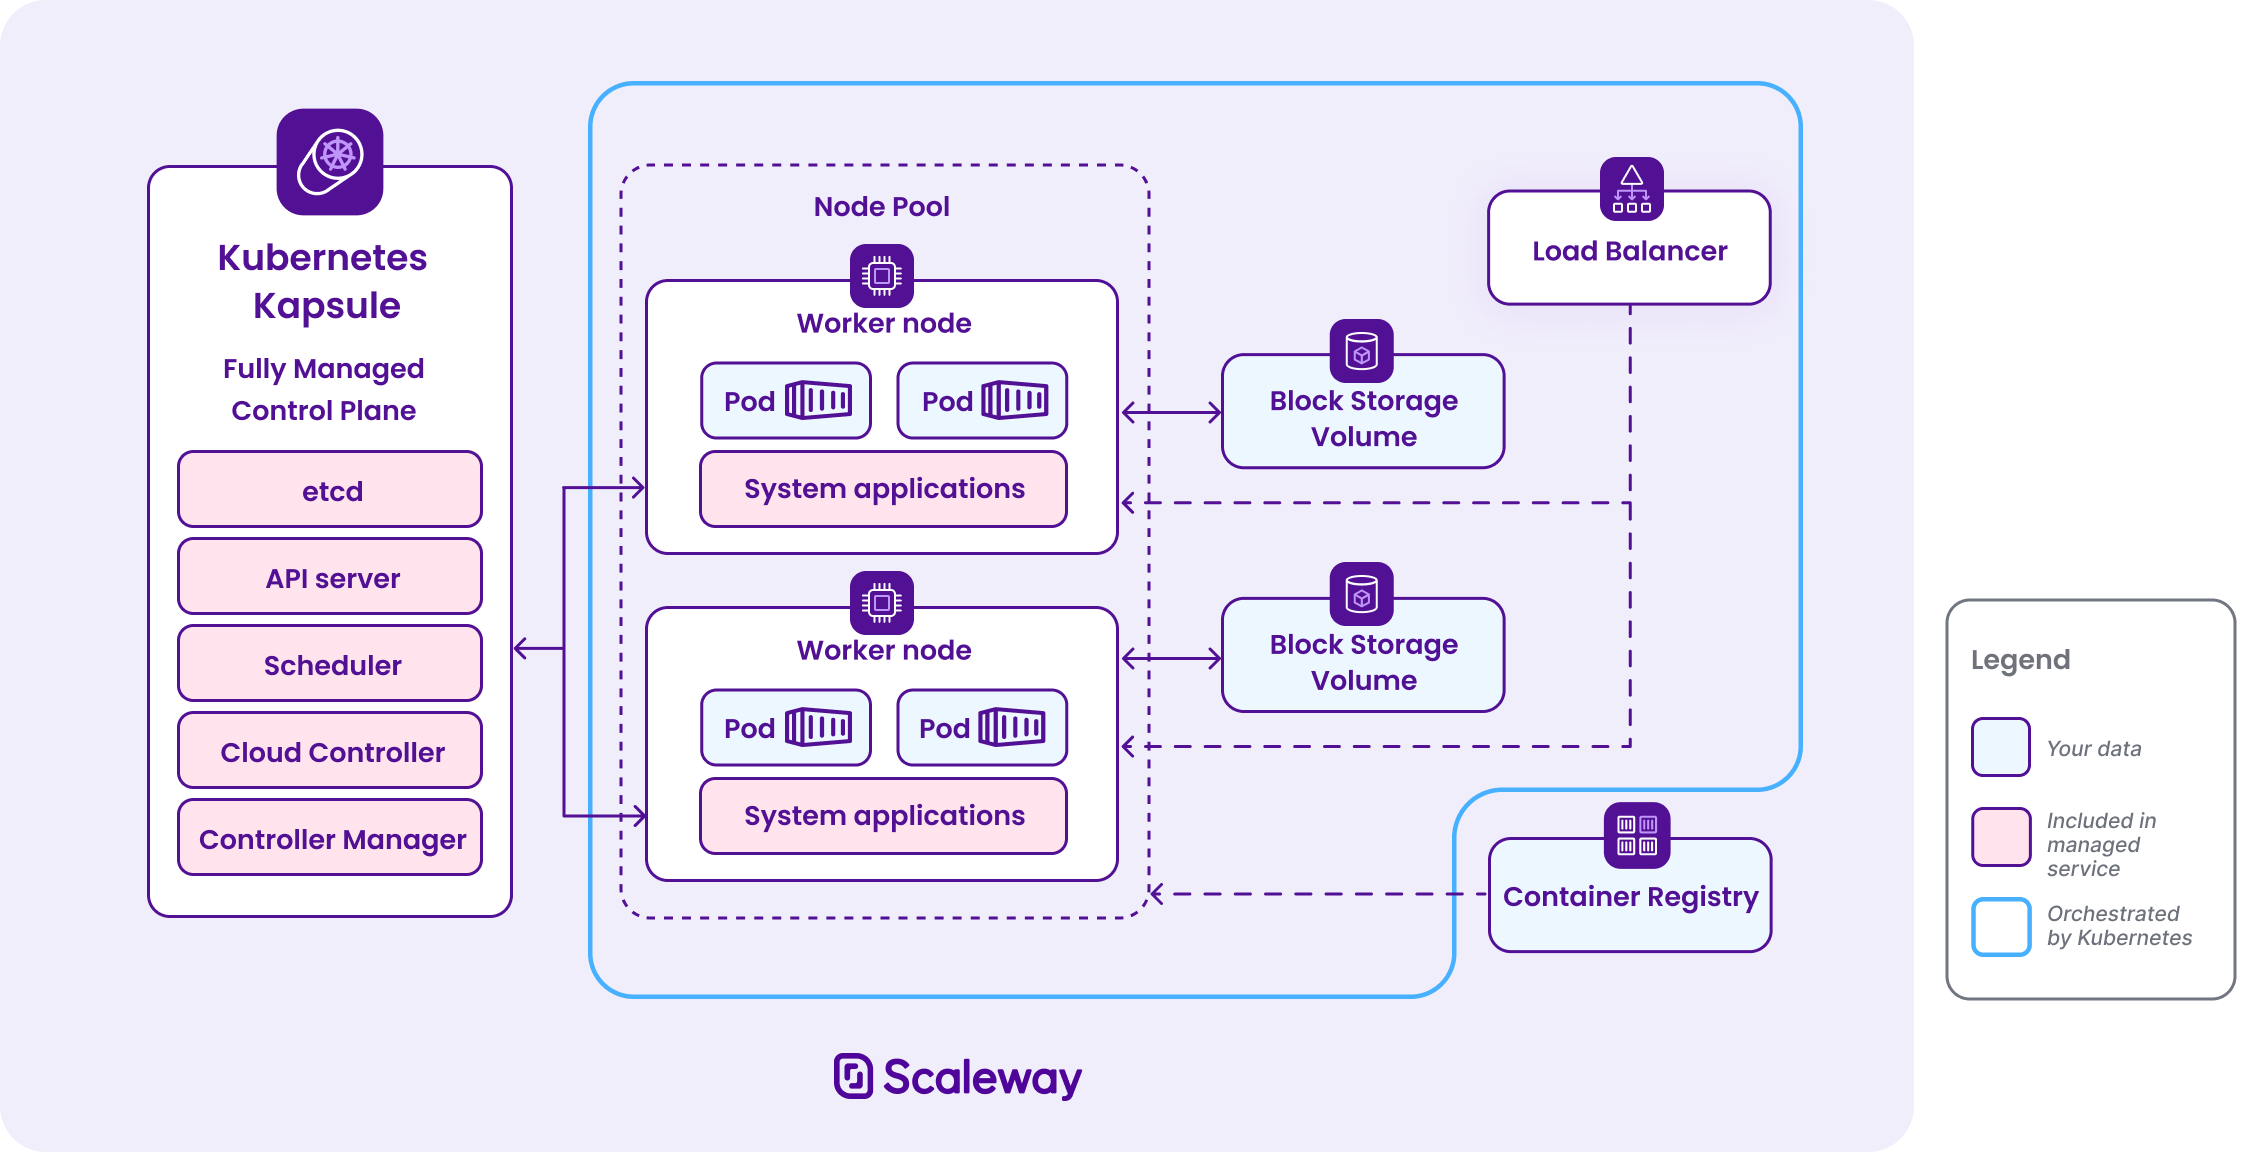 Kubernetes
Kapsule
Fully Managed
Control Plane
etcd
API server
Scheduler
Cloud Controller
Controller Manager
Node Pool
Worker node
Pod
Pod
System applications
Worker node
Pod
Pod
System applications
Block Storage
Volume
Block Storage
Volume
Load Balancer
Container Registry
Scaleway
Legend
Your data
Included in
managed
service
Orchestrated
by Kubernetes